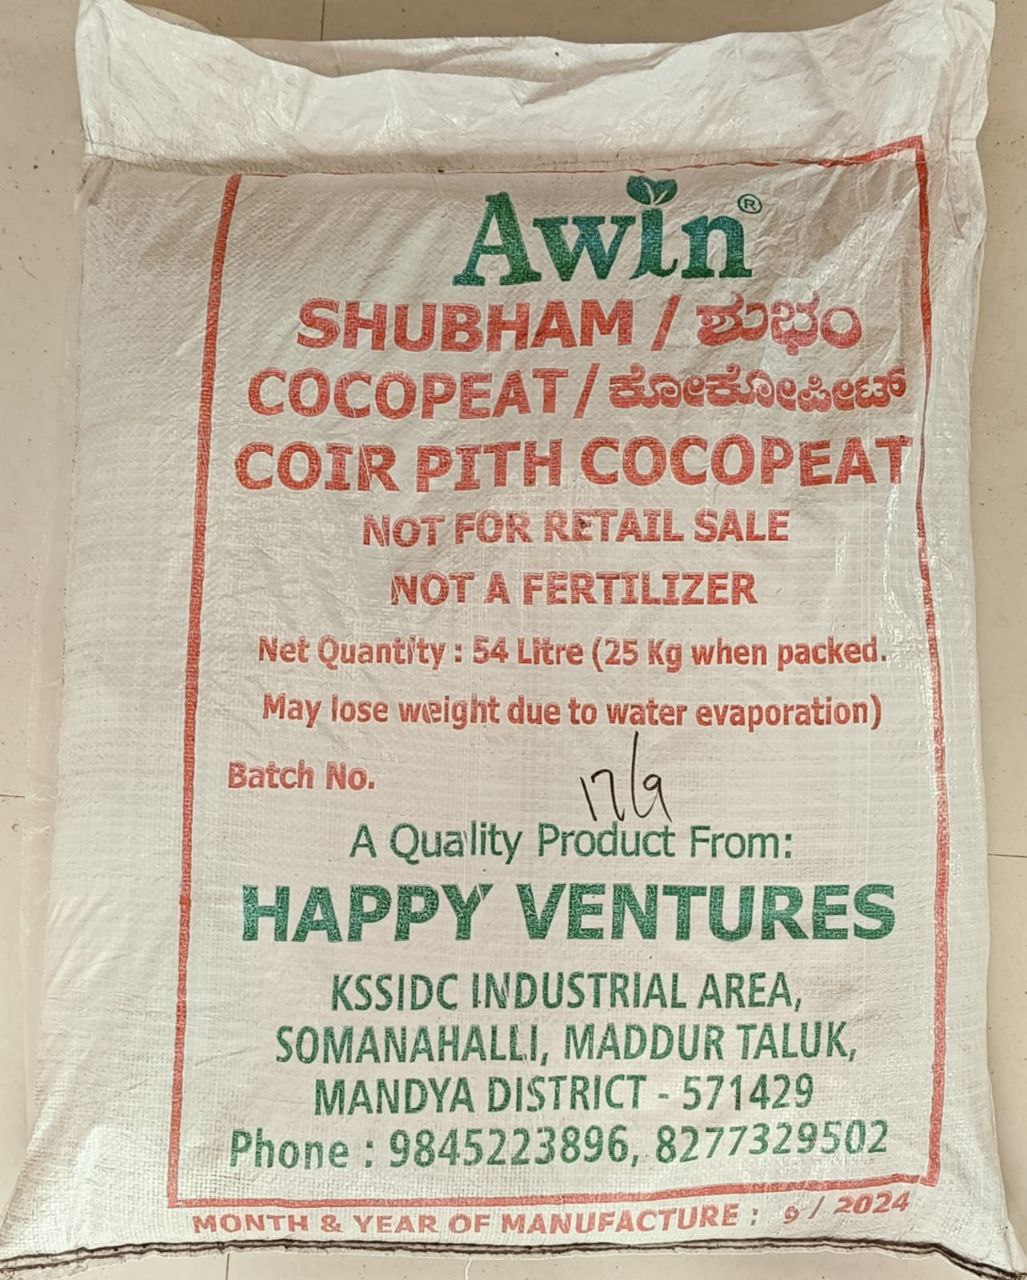 Awin®
SHUBHAM / ಶುಭಂ
COCOPEAT / ಕೋಕೋಪೀಟ್
COIR PITH COCOPEAT
NOT FOR RETAIL SALE
NOT A FERTILIZER
Net Quantity : 54 Litre (25 Kg when packed.
May lose weight due to water evaporation)
Batch No. 17/9
A Quality Product From:
HAPPY VENTURES
KSSIDC INDUSTRIAL AREA,
SOMANAHALLI, MADDUR TALUK,
MANDYA DISTRICT - 571429
Phone : 9845223896, 8277329502
MONTH & YEAR OF MANUFACTURE : 9 / 2024